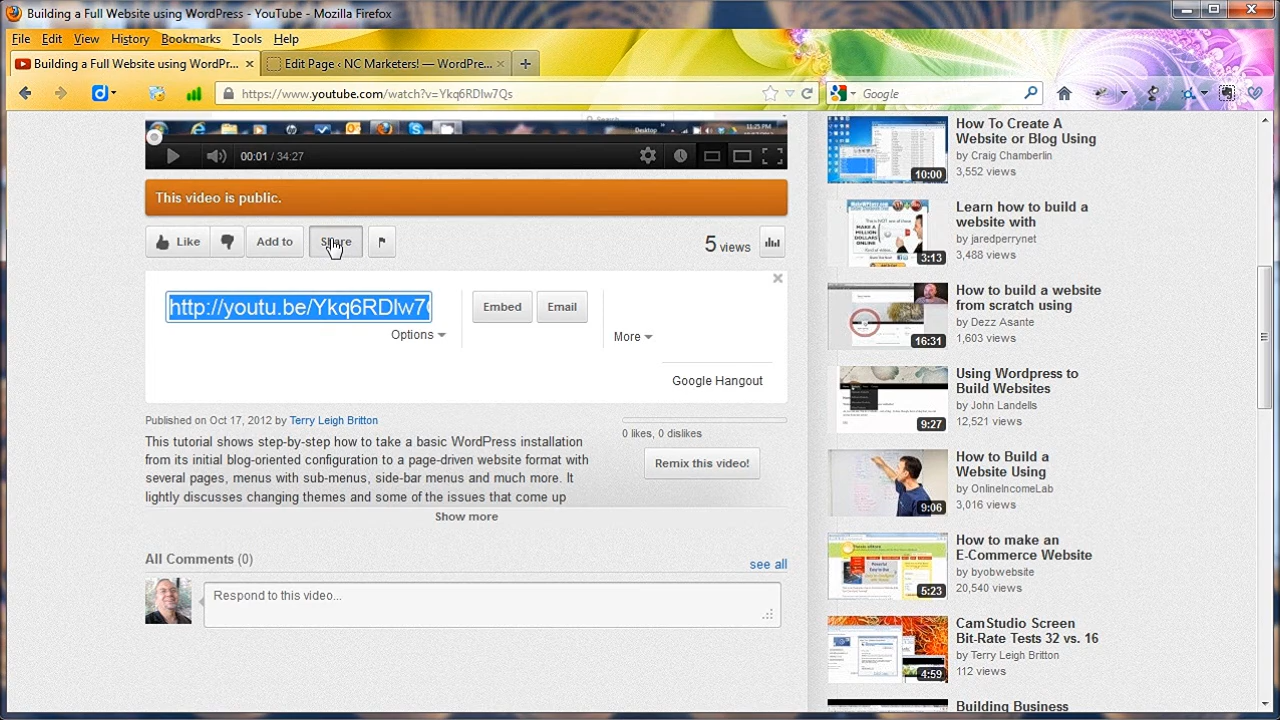 Building a Full Website using WordPress - YouTube - Mozilla Firefox
File Edit View History Bookmarks Tools Help
Building a Full Website using WordPr...
Edit Page ‹ NC Marketers! — WordPre...
https://www.youtube.com/watch?v=Ykq6RDlw7Qs
Google
Desktop
11:25 PM
00:01 / 34:27
This video is public.
Like
Add to
5 views
http://youtu.be/Ykq6RDlw7
Embed
Email
Options
More
Google Hangout
This tutorial shows step-by-step how to take a basic WordPress installation
from its initial blog-oriented configuration to a page-driven website format with
several pages, menus with sub-menus, side-bar menus and much more. It
lightly discusses changing theme and some of the issues that come up
Show more
0 likes, 0 dislikes
Remix this video!
All Comments (0)
see all
Respond to this video...
How To Create A
Website or Blog Using
by Craig Chamberlin
3,552 views
10:00
Learn how to build a
website with
by jaredperrynet
3,488 views
MAKE A
MILLION
DOLLARS
ONLINE
3:13
How to build a website
from scratch using
by Dezz Asante
1,603 views
16:31
Using Wordpress to
Build Websites
by John Landells
12,521 views
9:27
How to Build a
Website Using
by OnlineIncomeLab
3,016 views
9:06
How to make an
E-Commerce Website
by byobwebsite
20,540 views
5:23
CamStudio Screen
Bit-Rate Tests 32 vs. 16
by Terry Leigh Britton
112 views
4:59
Building Business